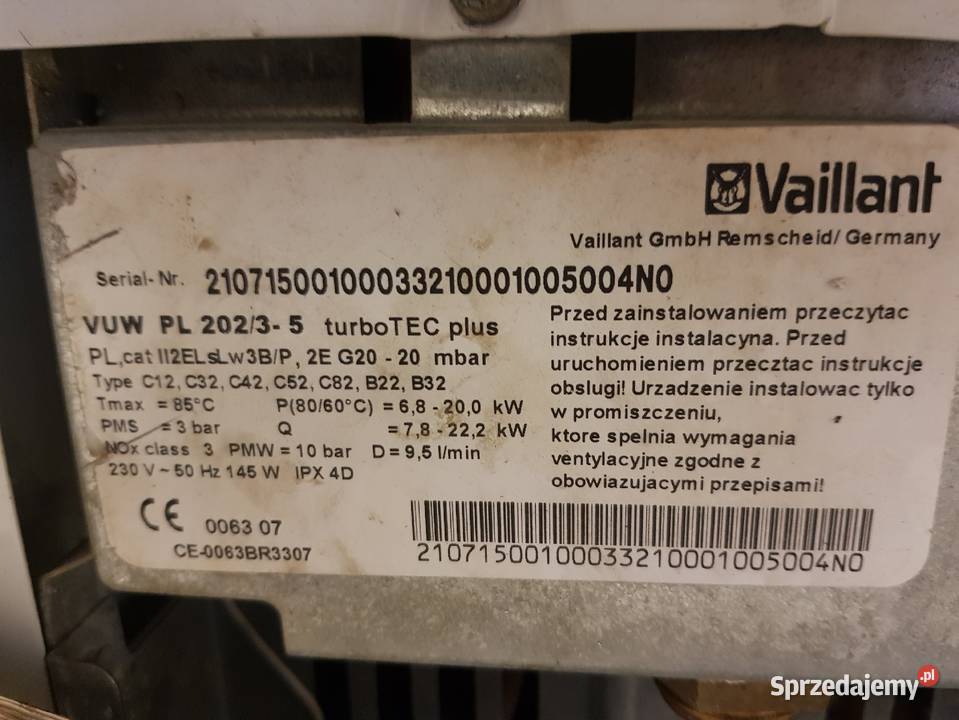 Vaillant
Vaillant GmbH Remscheid/ Germany
Serial- Nr. 21071500100033210001005004N0
VUW PL 202/3- 5 turboTEC plus
PL,cat II2ELsLw3B/P, 2E G20 - 20 mbar
Type C12, C32, C42, C52, C82, B22, B32
Tmax = 85°C P(80/60°C) = 6,8 - 20,0 kW
PMS = 3 bar Q = 7,8 - 22,2 kW
NOx class 3 PMW = 10 bar D = 9,5 l/min
230 V ~ 50 Hz 145 W IPX 4D
Przed zainstalowaniem przeczytac
instrukcje instalacyjna. Przed
uruchomieniem przecztac instrukcje
obslugi! Urzadzenie instalowac tylko
w promiszczeniu,
ktore spelnia wymagania
ventylacyjne zgodne z
obowiazujacymi przepisami!
CE 0063 07
CE-0063BR3307
21071500100033210001005004N0
Sprzedajemy.pl